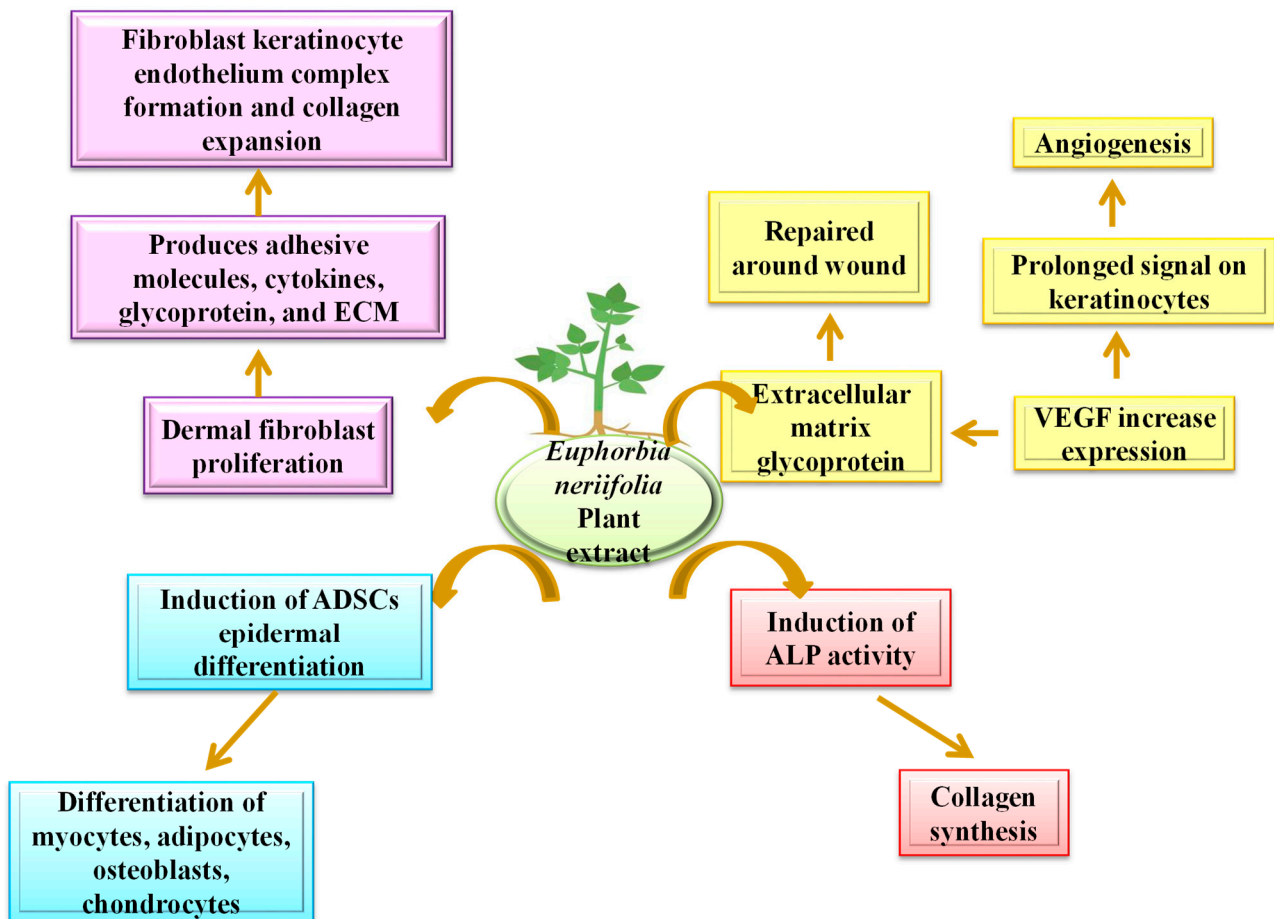 Fibroblast keratinocyte
endothelium complex
formation and collagen
expansion
Produces adhesive
molecules, cytokines,
glycoprotein, and ECM
Dermal fibroblast
proliferation
Angiogenesis
Repaired
around wound
Prolonged signal on
keratinocytes
Extracellular
matrix
glycoprotein
VEGF increase
expression
Euphorbia
neriifolia
Plant
extract
Induction of ADSCs
epidermal
differentiation
Differentiation of
myocytes, adipocytes,
osteoblasts,
chondrocytes
Induction of
ALP activity
Collagen
synthesis